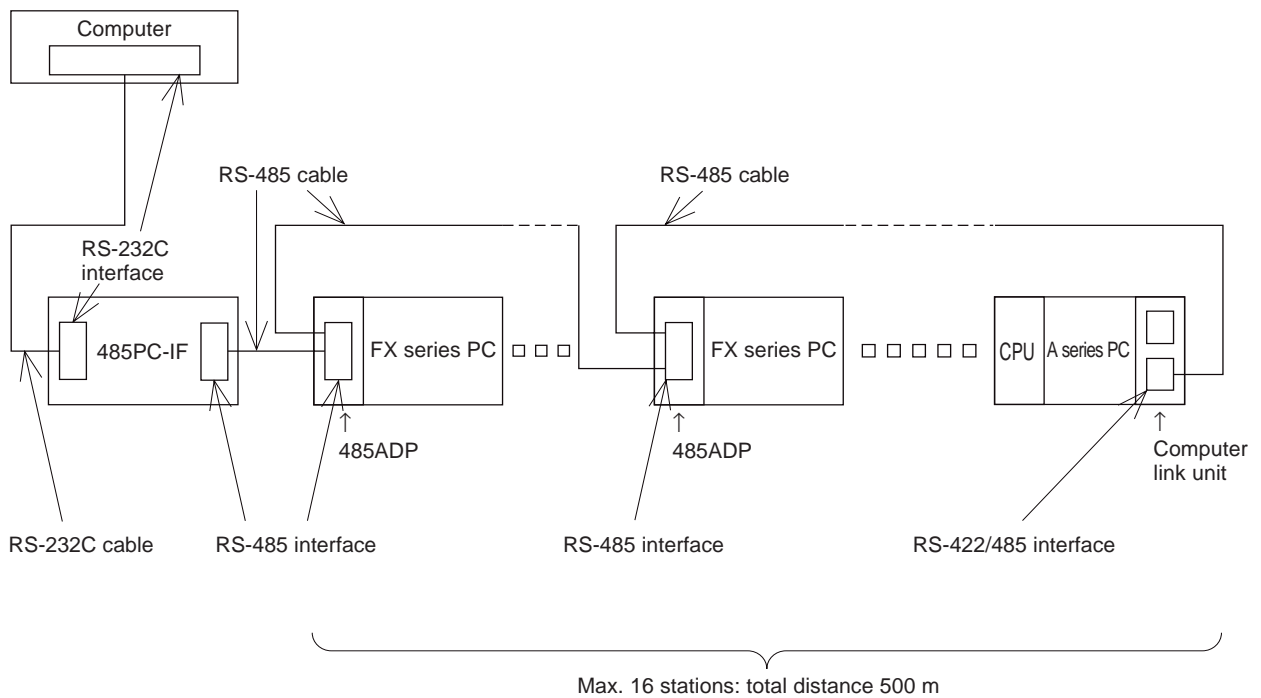 Computer
RS-485 cable
RS-485 cable
RS-232C
interface
485PC-IF
FX series PC
FX series PC
CPU
A series PC
↑
485ADP
↑
485ADP
↑
Computer
link unit
RS-232C cable
RS-485 interface
RS-485 interface
RS-422/485 interface
Max. 16 stations: total distance 500 m